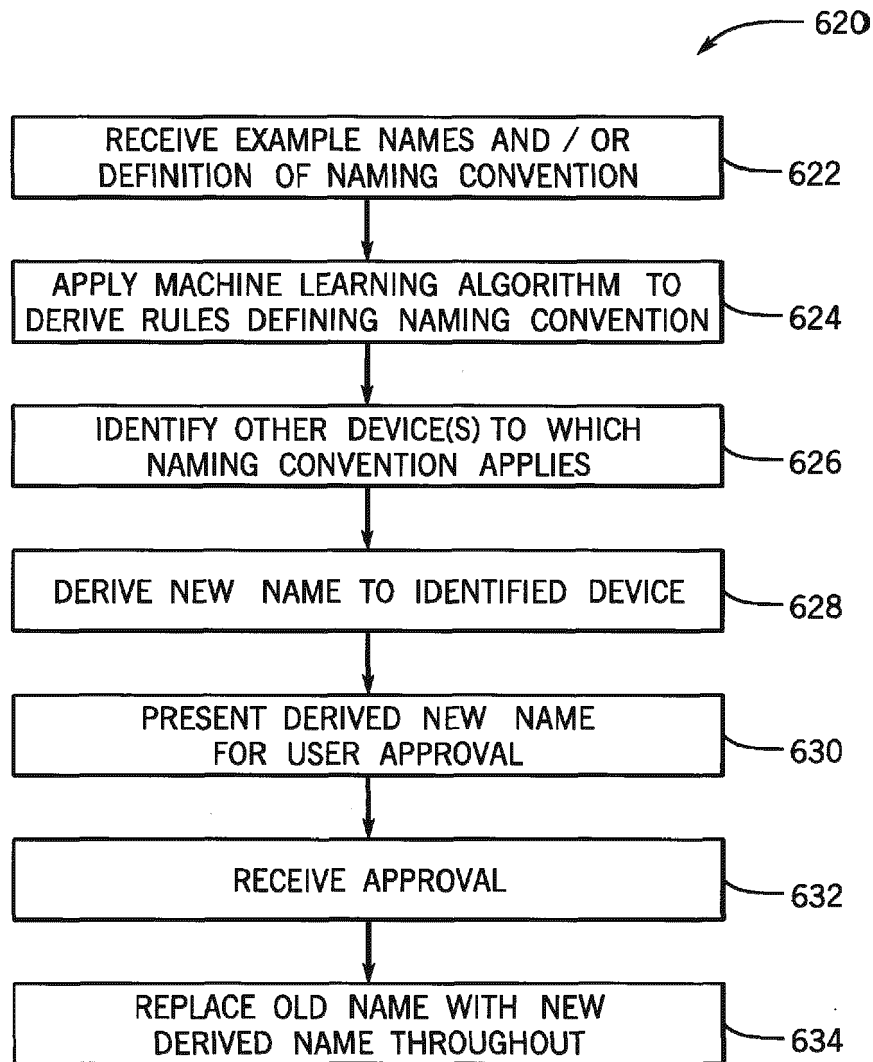 620
RECEIVE EXAMPLE NAMES AND / OR
DEFINITION OF NAMING CONVENTION
622
APPLY MACHINE LEARNING ALGORITHM TO
DERIVE RULES DEFINING NAMING CONVENTION
624
IDENTIFY OTHER DEVICE(S) TO WHICH
NAMING CONVENTION APPLIES
626
DERIVE NEW NAME TO IDENTIFIED DEVICE
628
PRESENT DERIVED NEW NAME
FOR USER APPROVAL
630
RECEIVE APPROVAL
632
REPLACE OLD NAME WITH NEW
DERIVED NAME THROUGHOUT
634